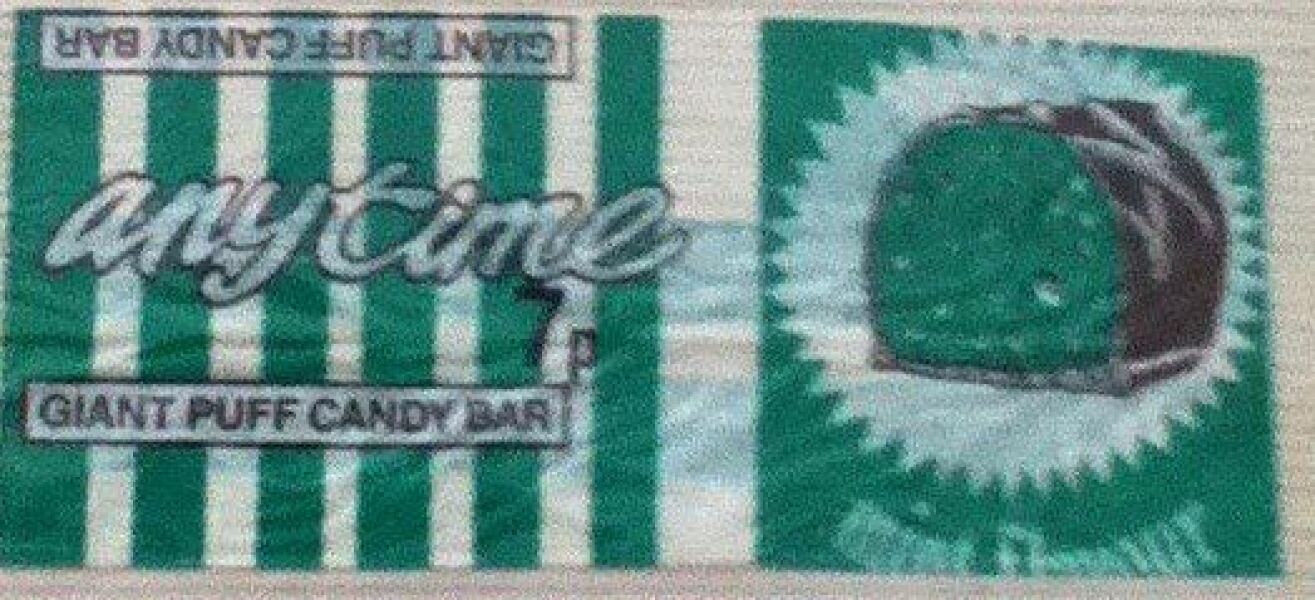 GIANT PUFF CANDY BAR
anytime
7p
GIANT PUFF CANDY BAR